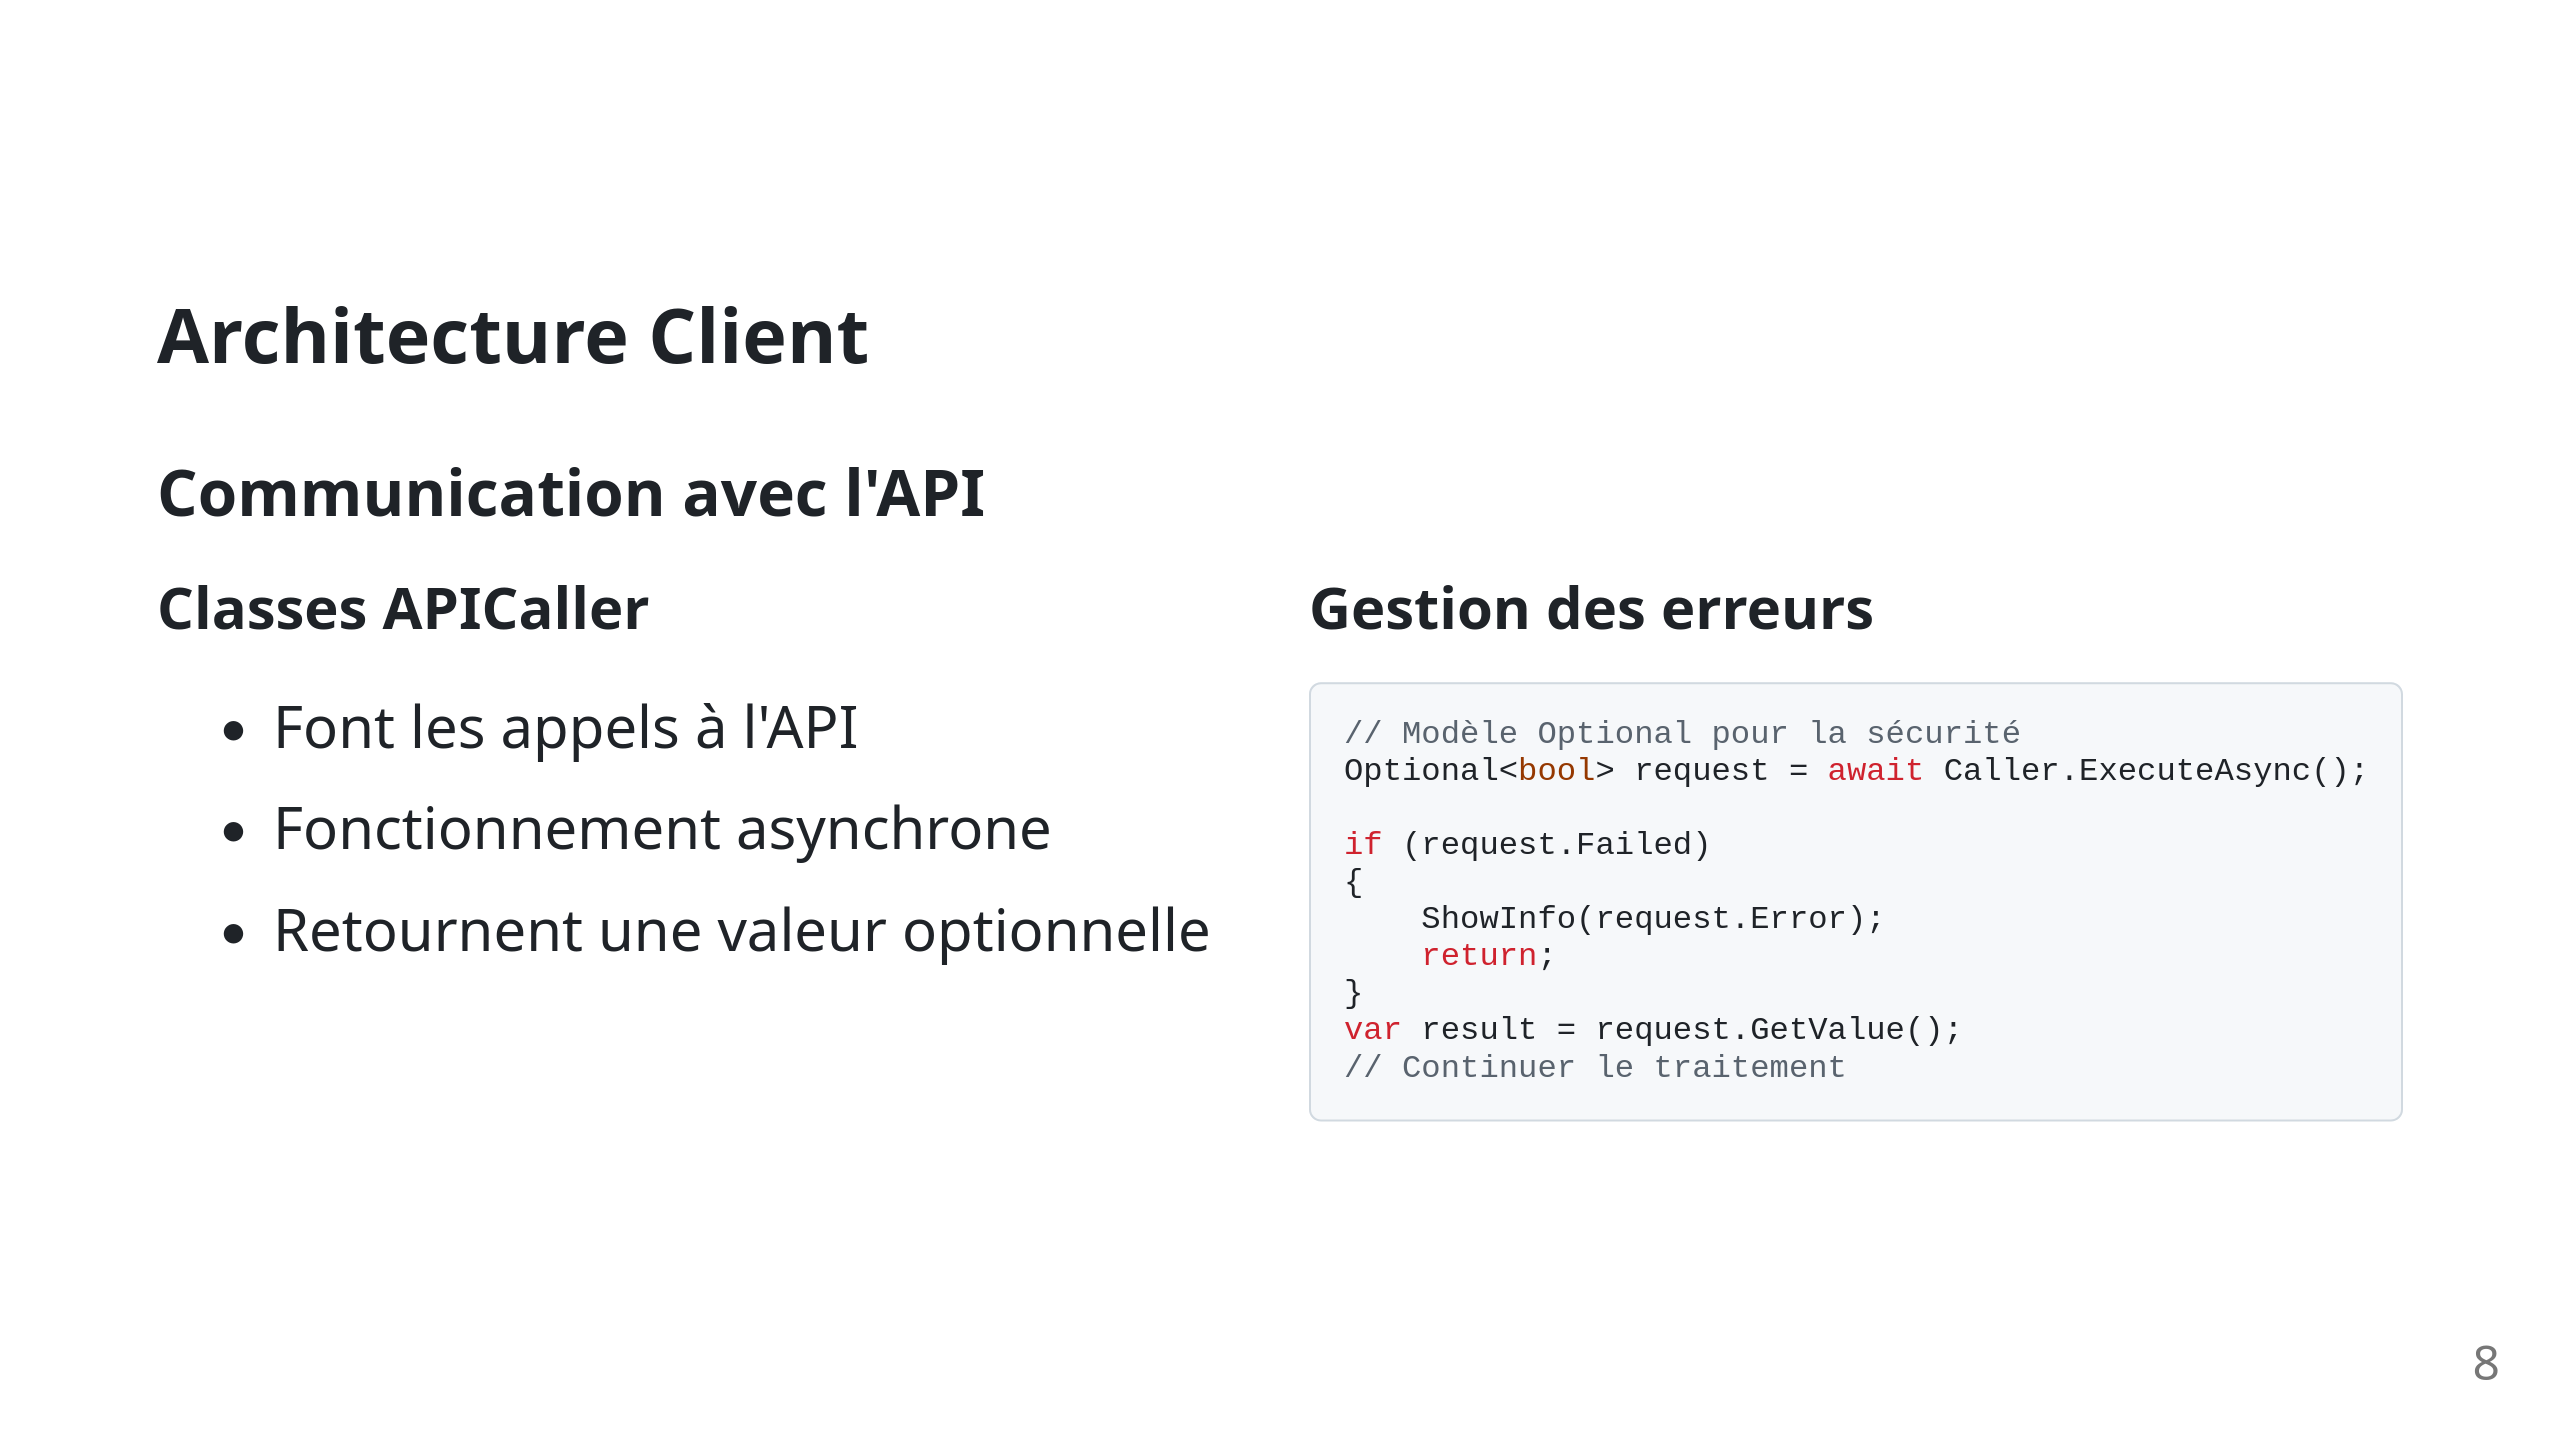 Architecture Client
Communication avec l'API
Classes APICaller
• Font les appels à l'API
• Fonctionnement asynchrone
• Retournent une valeur optionnelle
Gestion des erreurs
// Modèle Optional pour la sécurité
Optional<bool> request = await Caller.ExecuteAsync();

if (request.Failed)
{
    ShowInfo(request.Error);
    return;
}
var result = request.GetValue();
// Continuer le traitement
8